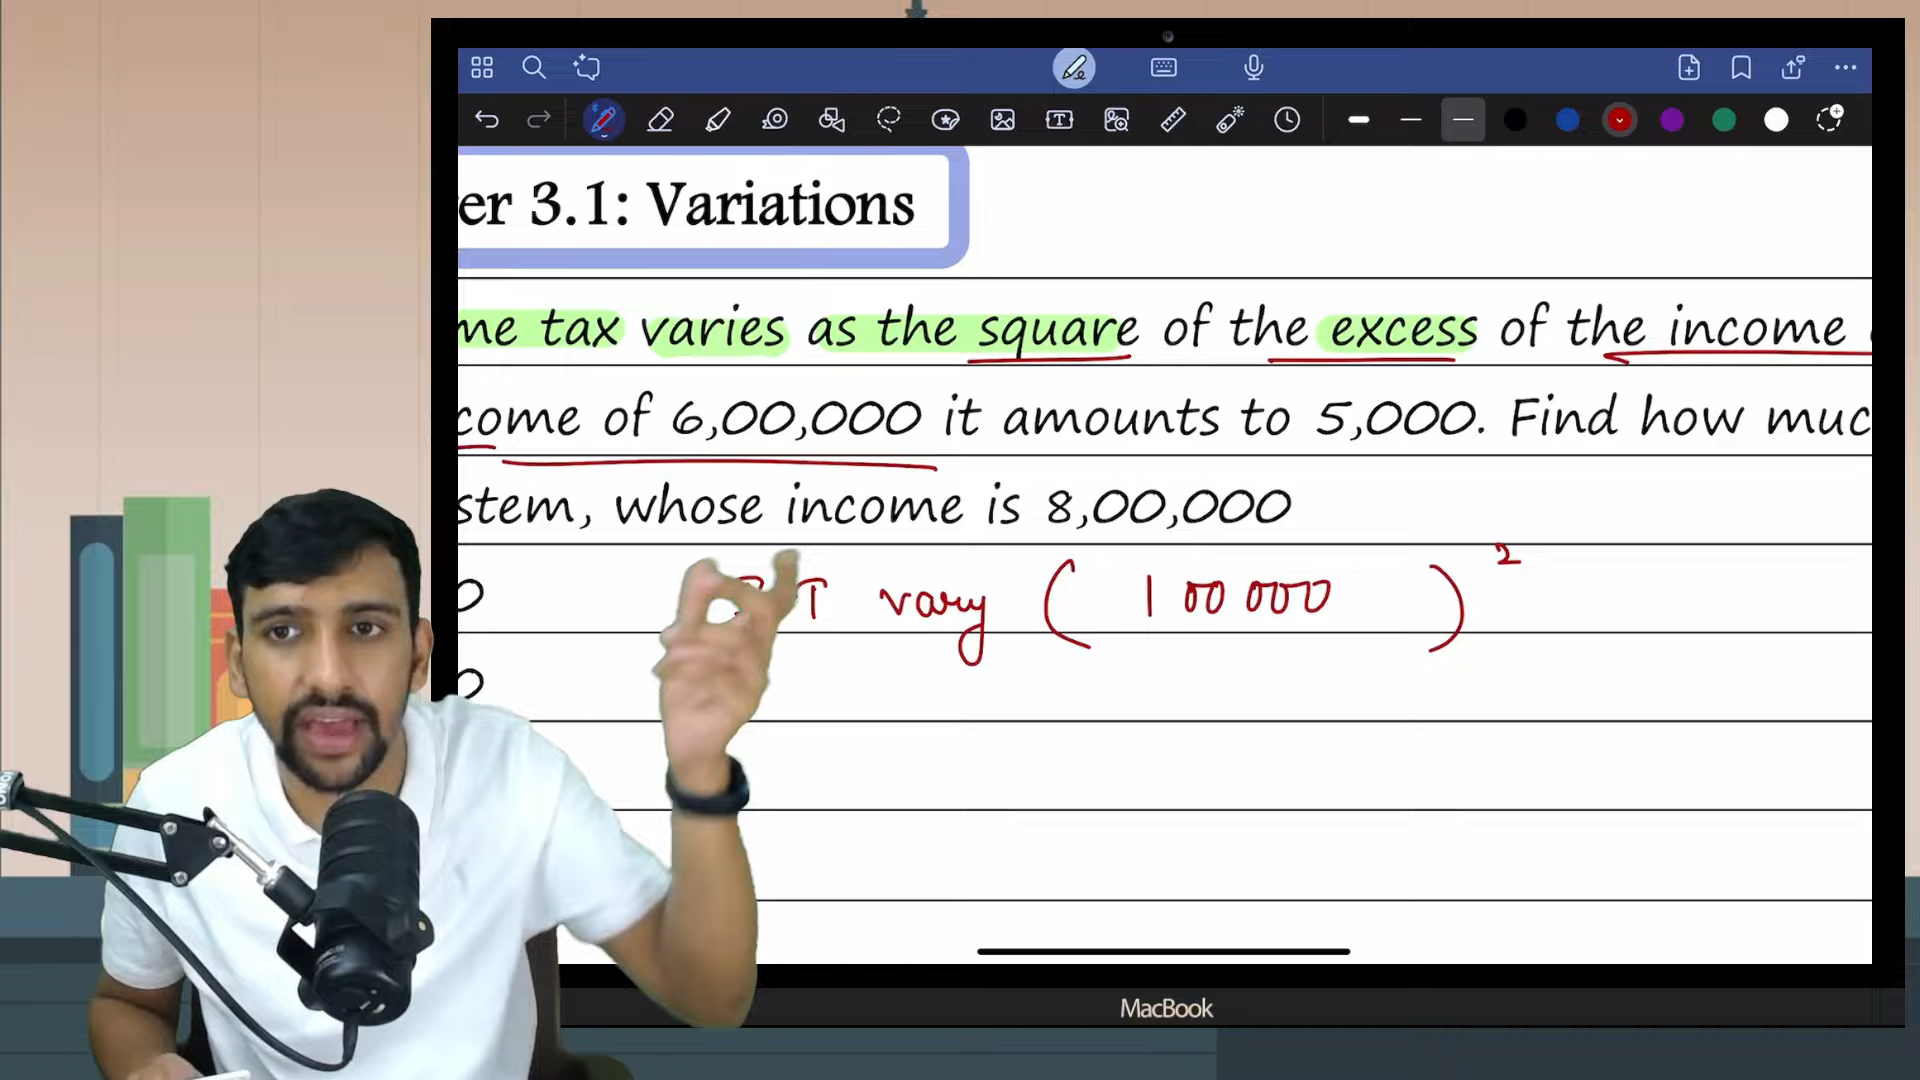 er 3.1: Variations
me tax varies as the square of the excess of the income
come of 6,00,000 it amounts to 5,000. Find how muc
stem, whose income is 8,00,000
0 T vary ( 1 00 000 )²
0
MacBook